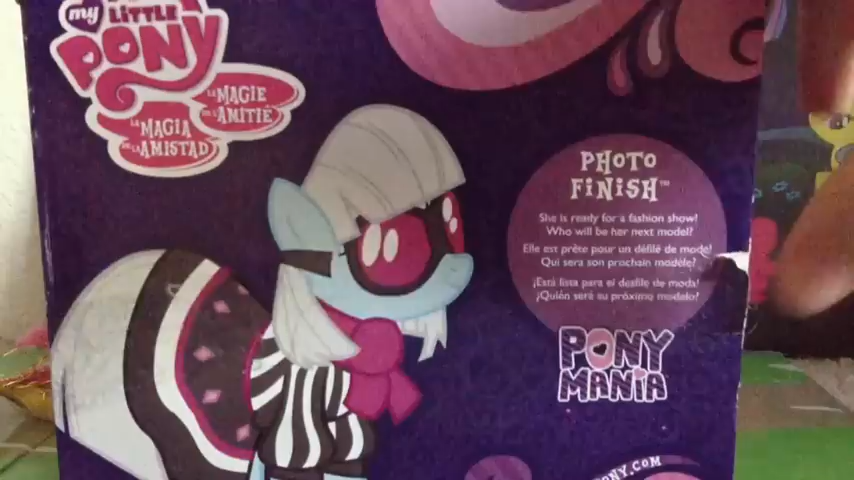 my LITTLE
PONY
LA MAGIE
DE L'AMITIÉ
LA MAGIA
DE LA AMISTAD
PHOTO
FINISH™
She is ready for a fashion show!
Who will be her next model?
Elle est prête pour un défilé de mode!
Qui sera son prochain modèle?
¡Está lista para el desfile de moda!
¿Quién será su próximo modelo?
PONY
MANIA
PONY.COM